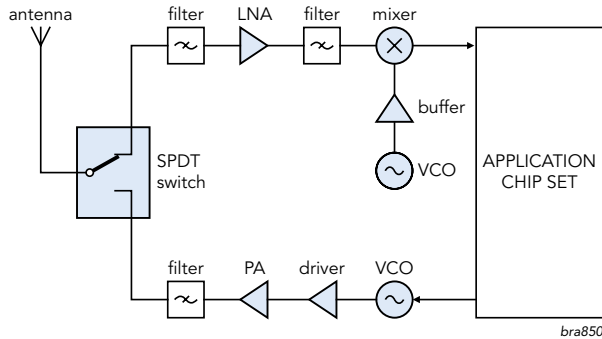 antenna
filter
LNA
filter
mixer
buffer
SPDT
switch
VCO
APPLICATION
CHIP SET
filter
PA
driver
VCO
bra850